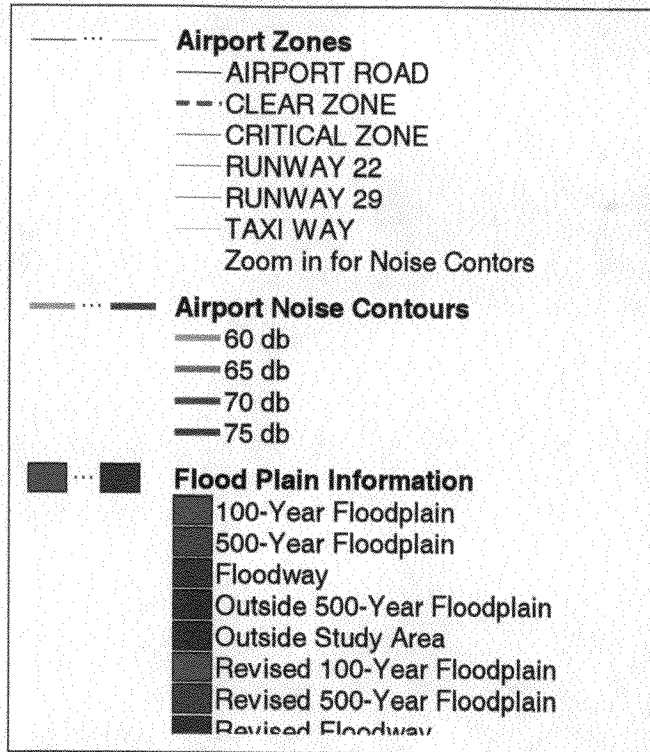 Airport Zones
AIRPORT ROAD
CLEAR ZONE
CRITICAL ZONE
RUNWAY 22
RUNWAY 29
TAXI WAY
Zoom in for Noise Contors
Airport Noise Contours
60 db
65 db
70 db
75 db
Flood Plain Information
100-Year Floodplain
500-Year Floodplain
Floodway
Outside 500-Year Floodplain
Outside Study Area
Revised 100-Year Floodplain
Revised 500-Year Floodplain
Revised Floodway